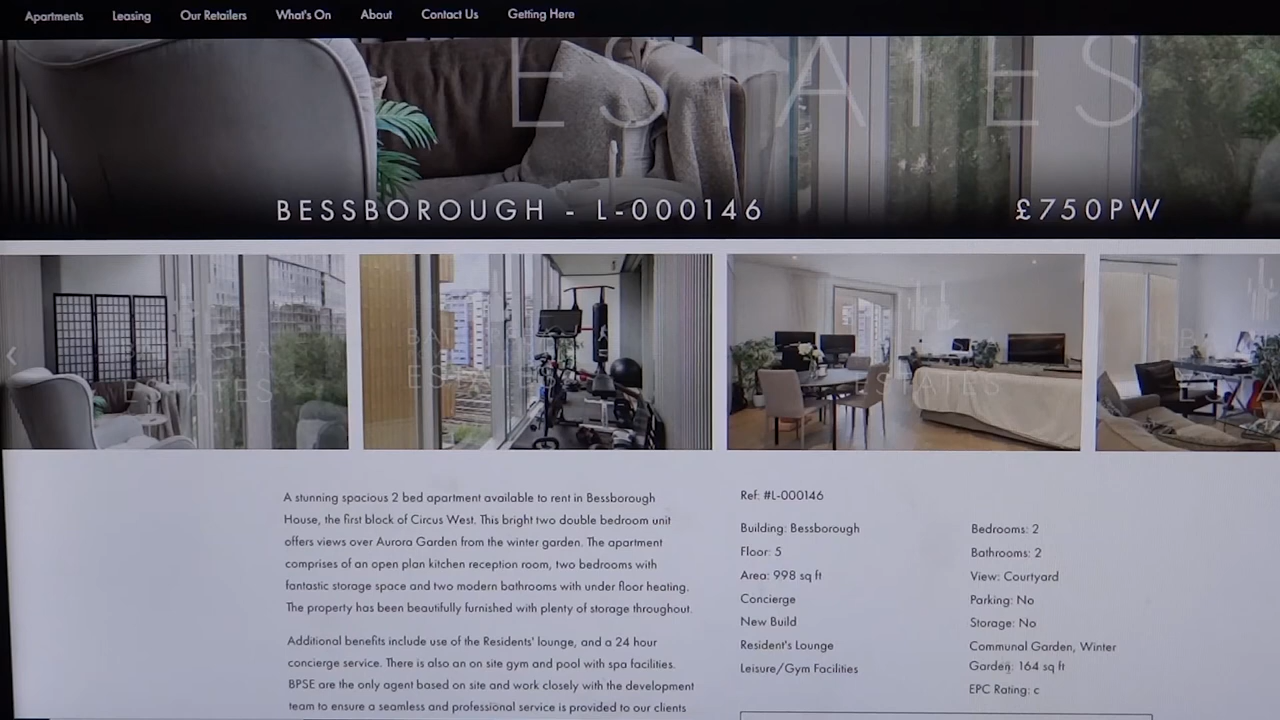 Apartments Leasing Our Retailers What's On About Contact Us Getting Here
ESTATES
BESSBOROUGH - L-000146 £750PW
ESTATES
ESTATES
ESTATES
A stunning spacious 2 bed apartment available to rent in Bessborough
House, the first block of Circus West. This bright two double bedroom unit
offers views over Aurora Garden from the winter garden. The apartment
comprises of an open plan kitchen reception room, two bedrooms with
fantastic storage space and two modern bathrooms with under floor heating.
The property has been beautifully furnished with plenty of storage throughout.
Additional benefits include use of the Residents' lounge, and a 24 hour
concierge service. There is also an on site gym and pool with spa facilities.
BPSE are the only agent based on site and work closely with the development
team to ensure a seamless and professional service is provided to our clients
Ref: #L-000146
Building: Bessborough
Floor: 5
Area: 998 sq ft
Concierge
New Build
Resident's Lounge
Leisure/Gym Facilities
Bedrooms: 2
Bathrooms: 2
View: Courtyard
Parking: No
Storage: No
Communal Garden, Winter
Garden: 164 sq ft
EPC Rating: c